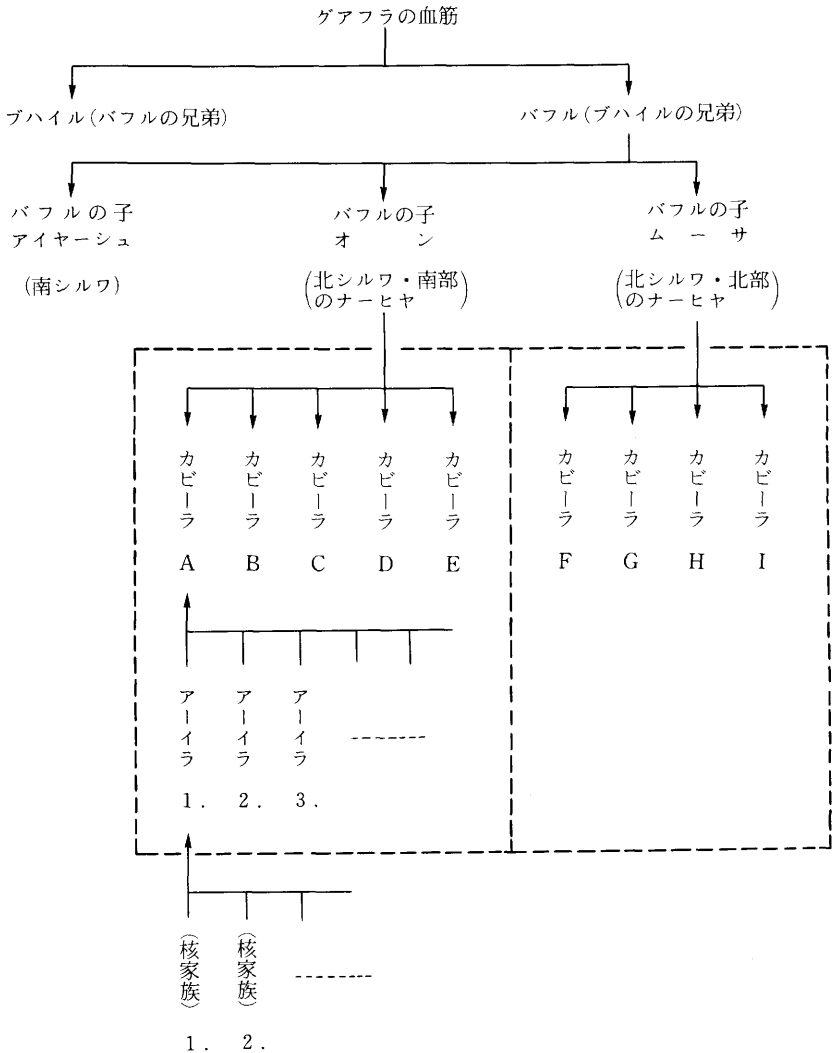 グアフラの血筋
ブハイル(バフルの兄弟)
バフル(ブハイルの兄弟)
バフルの子
アイヤーシュ
(南シルワ)
バフルの子
オン
(北シルワ・南部
のナーヒヤ)
バフルの子
ムーサ
(北シルワ・北部
のナーヒヤ)
カビーラ
A
カビーラ
B
カビーラ
C
カビーラ
D
カビーラ
E
カビーラ
F
カビーラ
G
カビーラ
H
カビーラ
I
アーイラ
1.
アーイラ
2.
アーイラ
3.
(核家族)
1.
(核家族)
2.